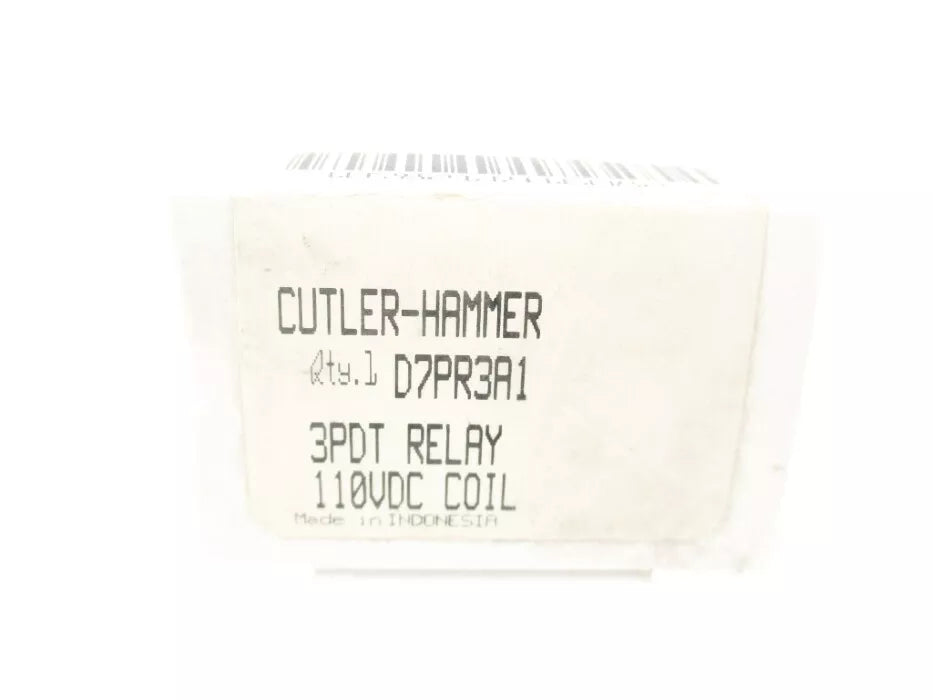 CUTLER-HAMMER
Qty.1 D7PR3A1
3PDT RELAY
110VDC COIL
Made in INDONESIA